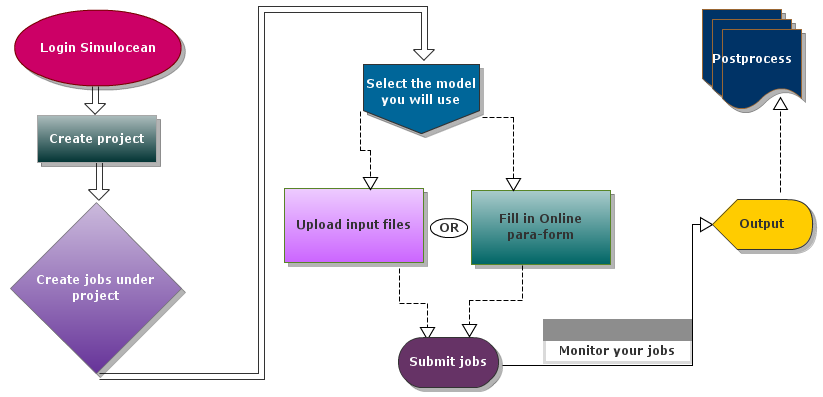 Login Simulocean
Create project
Create jobs under
project
Select the model
you will use
Upload input files
OR
Fill in Online
para-form
Submit jobs
Monitor your jobs
Output
Postprocess